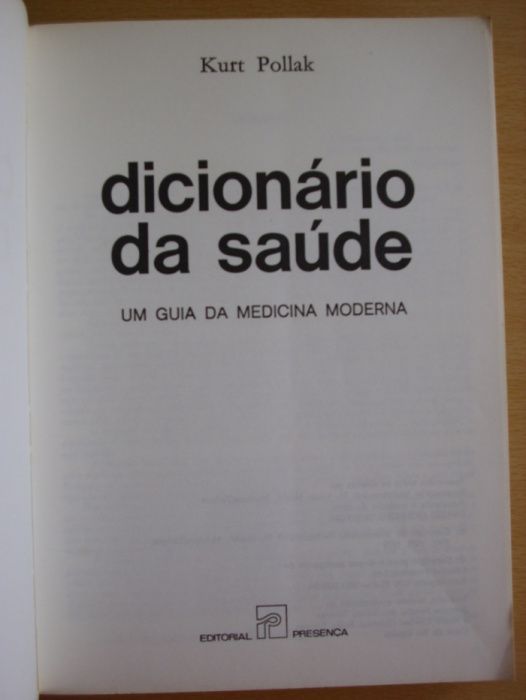 Kurt Pollak
dicionário
da saúde
UM GUIA DA MEDICINA MODERNA
EDITORIAL PRESENÇA